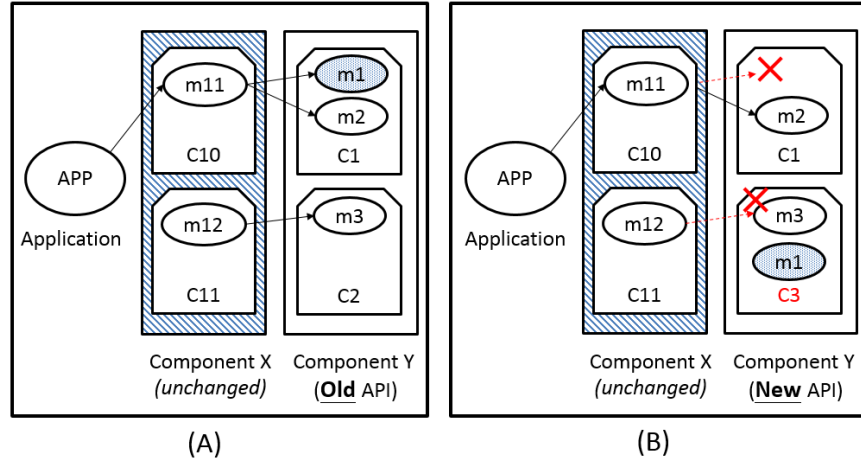 m11
m1
m2
C10
C1
APP
Application
m12
m3
C11
C2
Component X
(unchanged)
Component Y
(Old API)
(A)
m11
m2
C10
C1
APP
Application
m12
m3
m1
C11
C3
Component X
(unchanged)
Component Y
(New API)
(B)